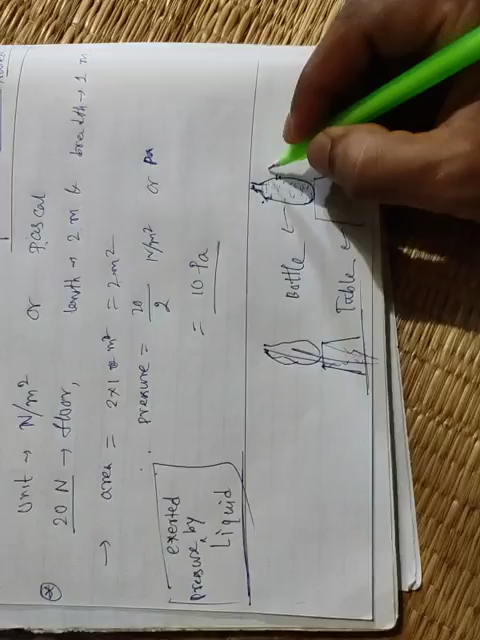 Unit → N/m² or Pascal
20 N → floor, length → 2 m & breadth → 1 m
→ area = 2×1 m² = 2m²
∴ pressure = 20/2 N/m² or Pa
= 10 Pa
exerted
pressure by
Liquid
Bottle
Table